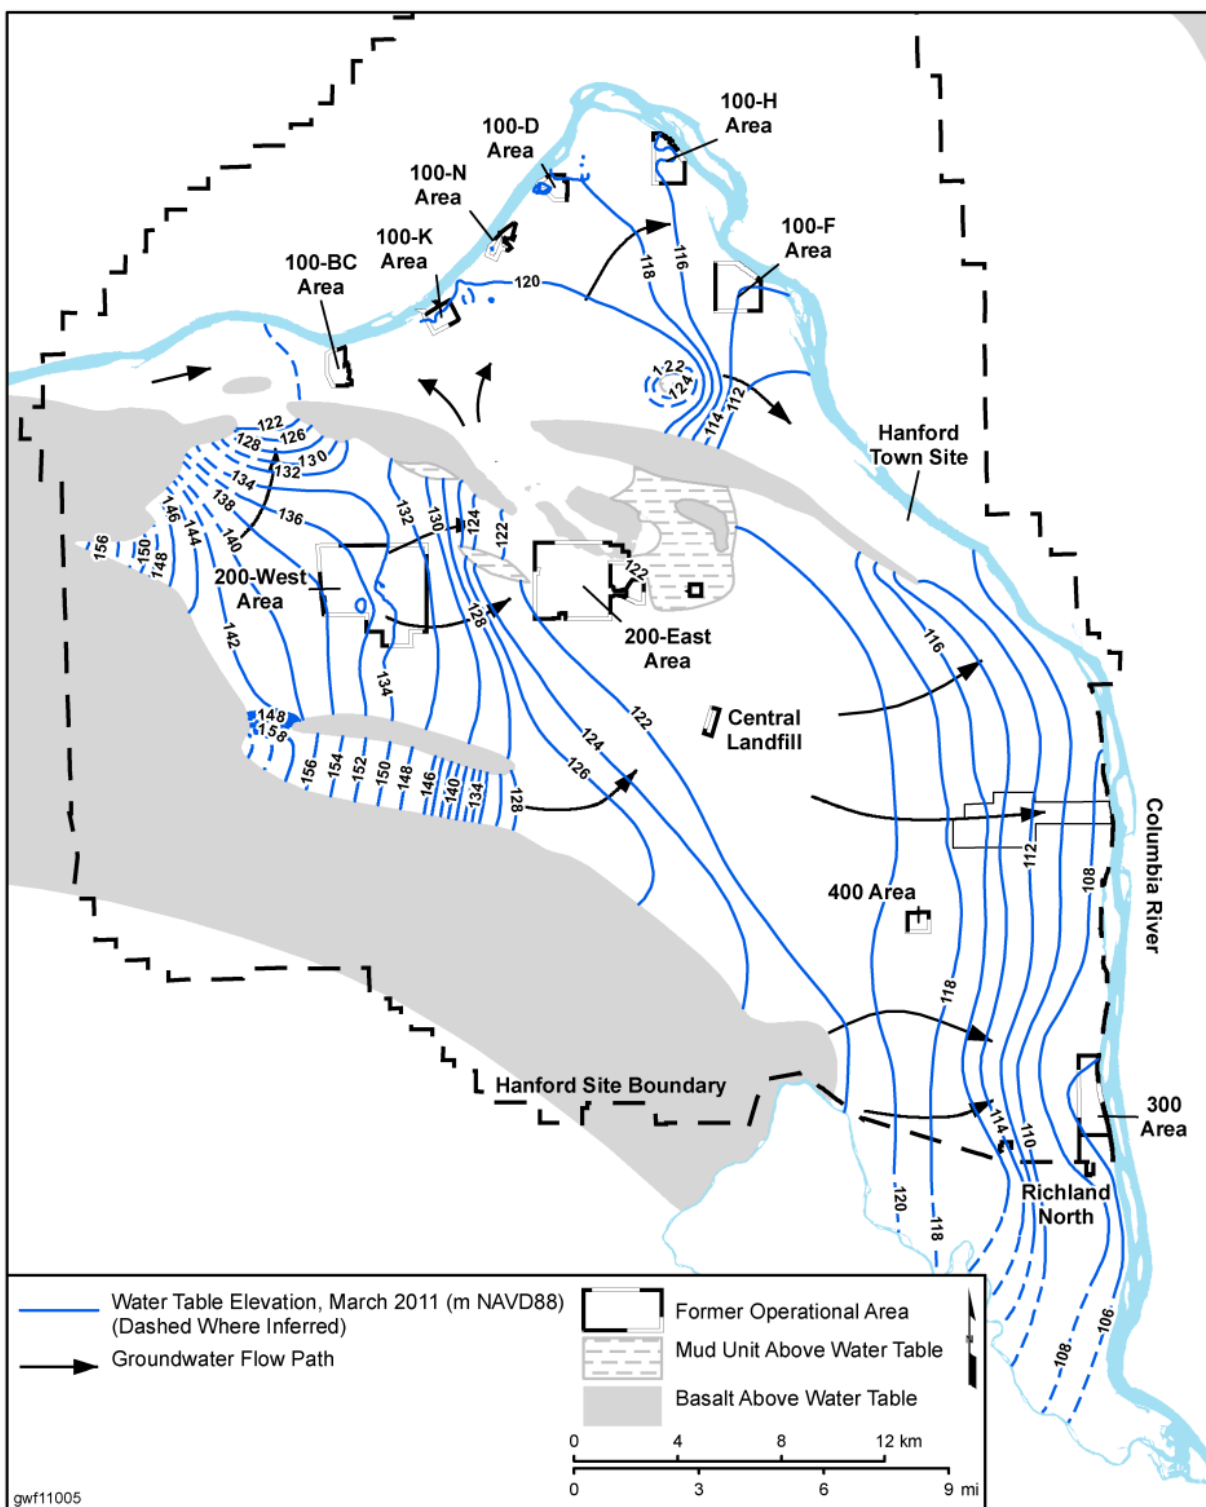 100-H
Area
100-D
Area
100-N
Area
100-F
Area
100-K
Area
100-BC
Area
120
118
116
122
124
114
112
Hanford
Town Site
122
126
128
130
132
134
138
136
140
146
144
156
150
148
132
130
124
122
122
200-West
Area
128
142
200-East
Area
116
134
148
158
122
124
126
Central
Landfill
156
154
152
150
148
146
140
134
128
112
108
Columbia River
400 Area
118
Hanford Site Boundary
114
110
300
Area
Richland
North
120
118
108
106
Water Table Elevation, March 2011 (m NAVD88)
(Dashed Where Inferred)
Groundwater Flow Path
Former Operational Area
Mud Unit Above Water Table
Basalt Above Water Table
0 4 8 12 km
0 3 6 9 mi
gwf11005